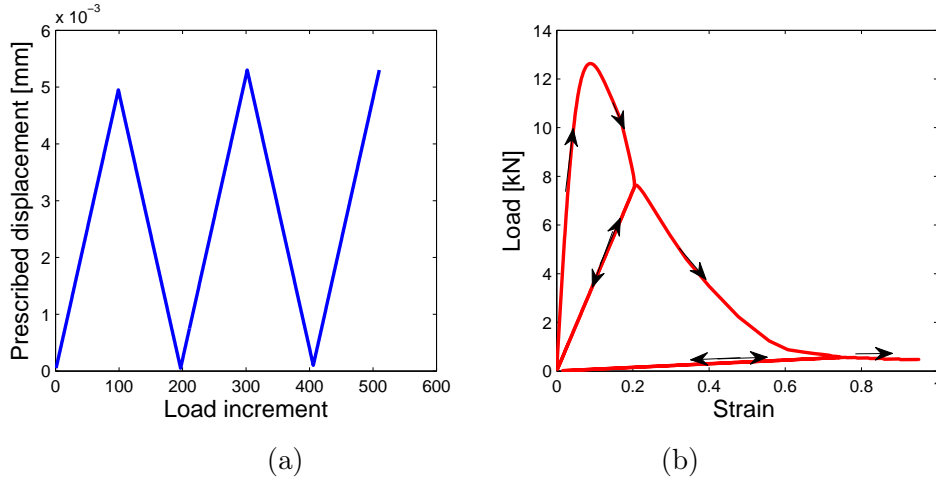 x 10⁻³
6
5
4
3
2
1
0
0 100 200 300 400 500 600
Prescribed displacement [mm]
Load increment
(a)
14
12
10
8
6
4
2
0
0 0.2 0.4 0.6 0.8 1
Load [kN]
Strain
(b)